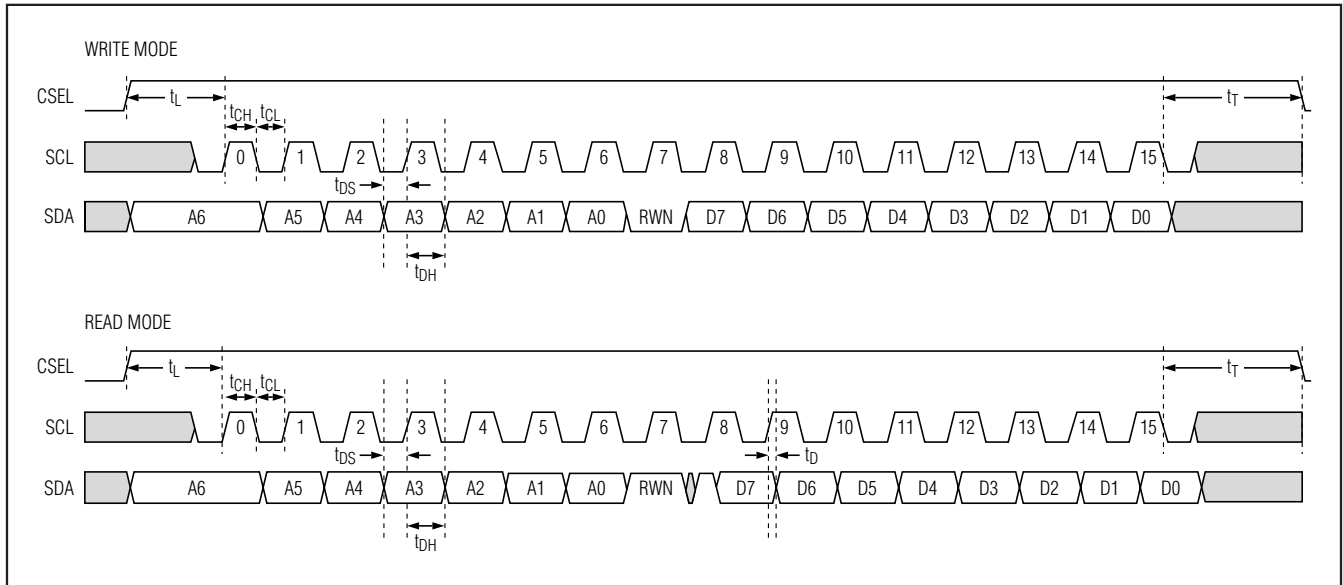 WRITE MODE
CSEL tL tT
tCH tCL
SCL 0 1 2 3 4 5 6 7 8 9 10 11 12 13 14 15
tDS
SDA A6 A5 A4 A3 A2 A1 A0 RWN D7 D6 D5 D4 D3 D2 D1 D0
tDH
READ MODE
CSEL tL tT
tCH tCL
SCL 0 1 2 3 4 5 6 7 8 9 10 11 12 13 14 15
tDS tD
SDA A6 A5 A4 A3 A2 A1 A0 RWN D7 D6 D5 D4 D3 D2 D1 D0
tDH